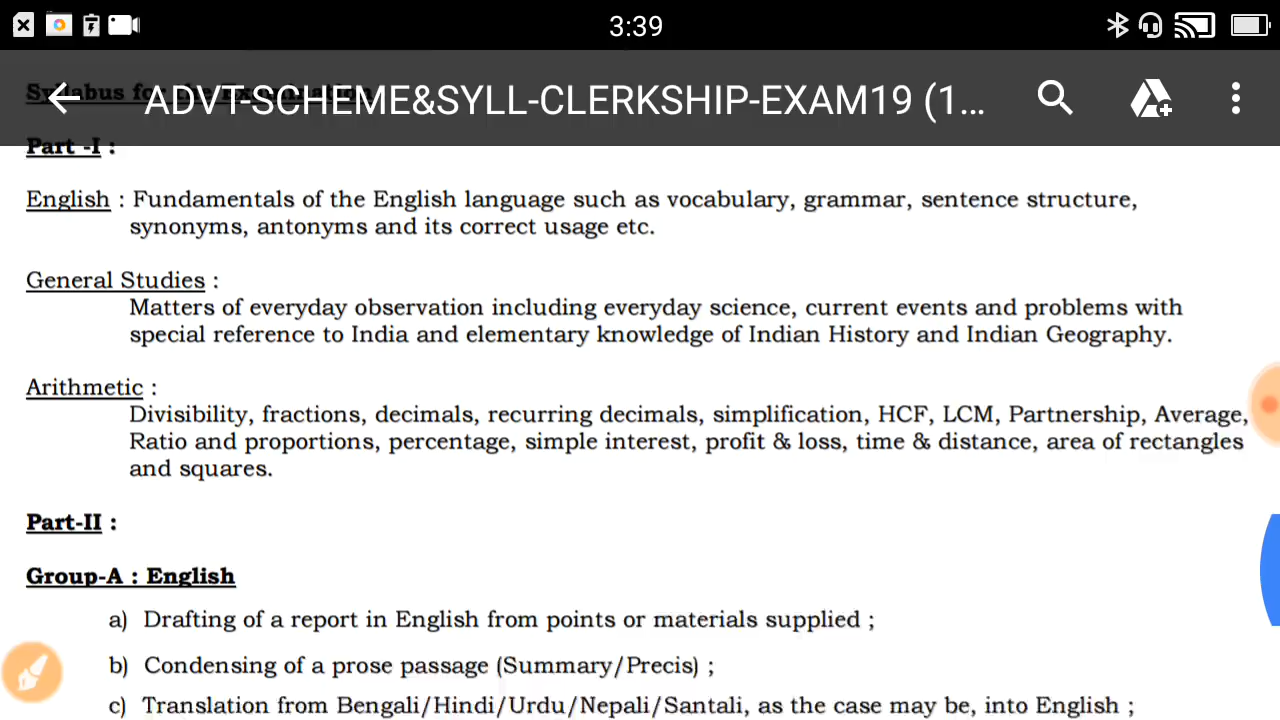 3:39
Syllabus for the Examination
ADVT-SCHEME&SYLL-CLERKSHIP-EXAM19 (1...
Part -I :
English : Fundamentals of the English language such as vocabulary, grammar, sentence structure,
synonyms, antonyms and its correct usage etc.
General Studies :
Matters of everyday observation including everyday science, current events and problems with
special reference to India and elementary knowledge of Indian History and Indian Geography.
Arithmetic :
Divisibility, fractions, decimals, recurring decimals, simplification, HCF, LCM, Partnership, Average,
Ratio and proportions, percentage, simple interest, profit & loss, time & distance, area of rectangles
and squares.
Part-II :
Group-A : English
a) Drafting of a report in English from points or materials supplied ;
b) Condensing of a prose passage (Summary/Precis) ;
c) Translation from Bengali/Hindi/Urdu/Nepali/Santali, as the case may be, into English ;